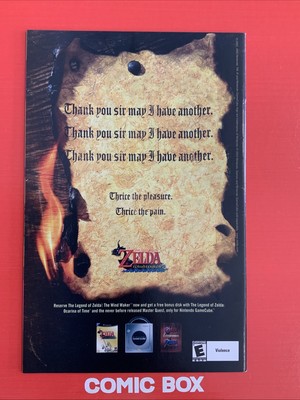 Thank you sir may I have another.
Thank you sir may I have another.
Thank you sir may I have another.
Thrice the pleasure.
Thrice the pain.
ZELDA
Reserve The Legend of Zelda: The Wind Waker now and get a free bonus disk with The Legend of Zelda:
Ocarina of Time and the never before released Master Quest, only for Nintendo GameCube.
E
Violence
COMIC BOX